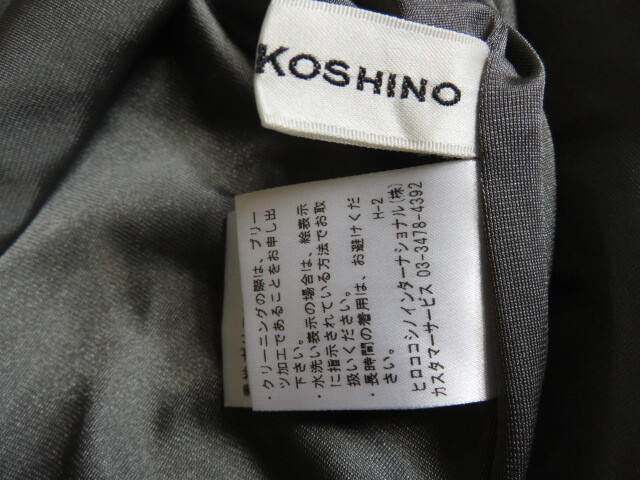 KOSHINO
・クリーニングの際は、プリー
ツ加工であることをお申し出
下さい。
・水洗い表示の場合は、絵表示
に指示されている方法でお取
扱いください。
・長時間の着用は、お避けくだ
さい。
H-2
ヒロココシノインターナショナル(株)
カスタマーサービス 03-3478-4392